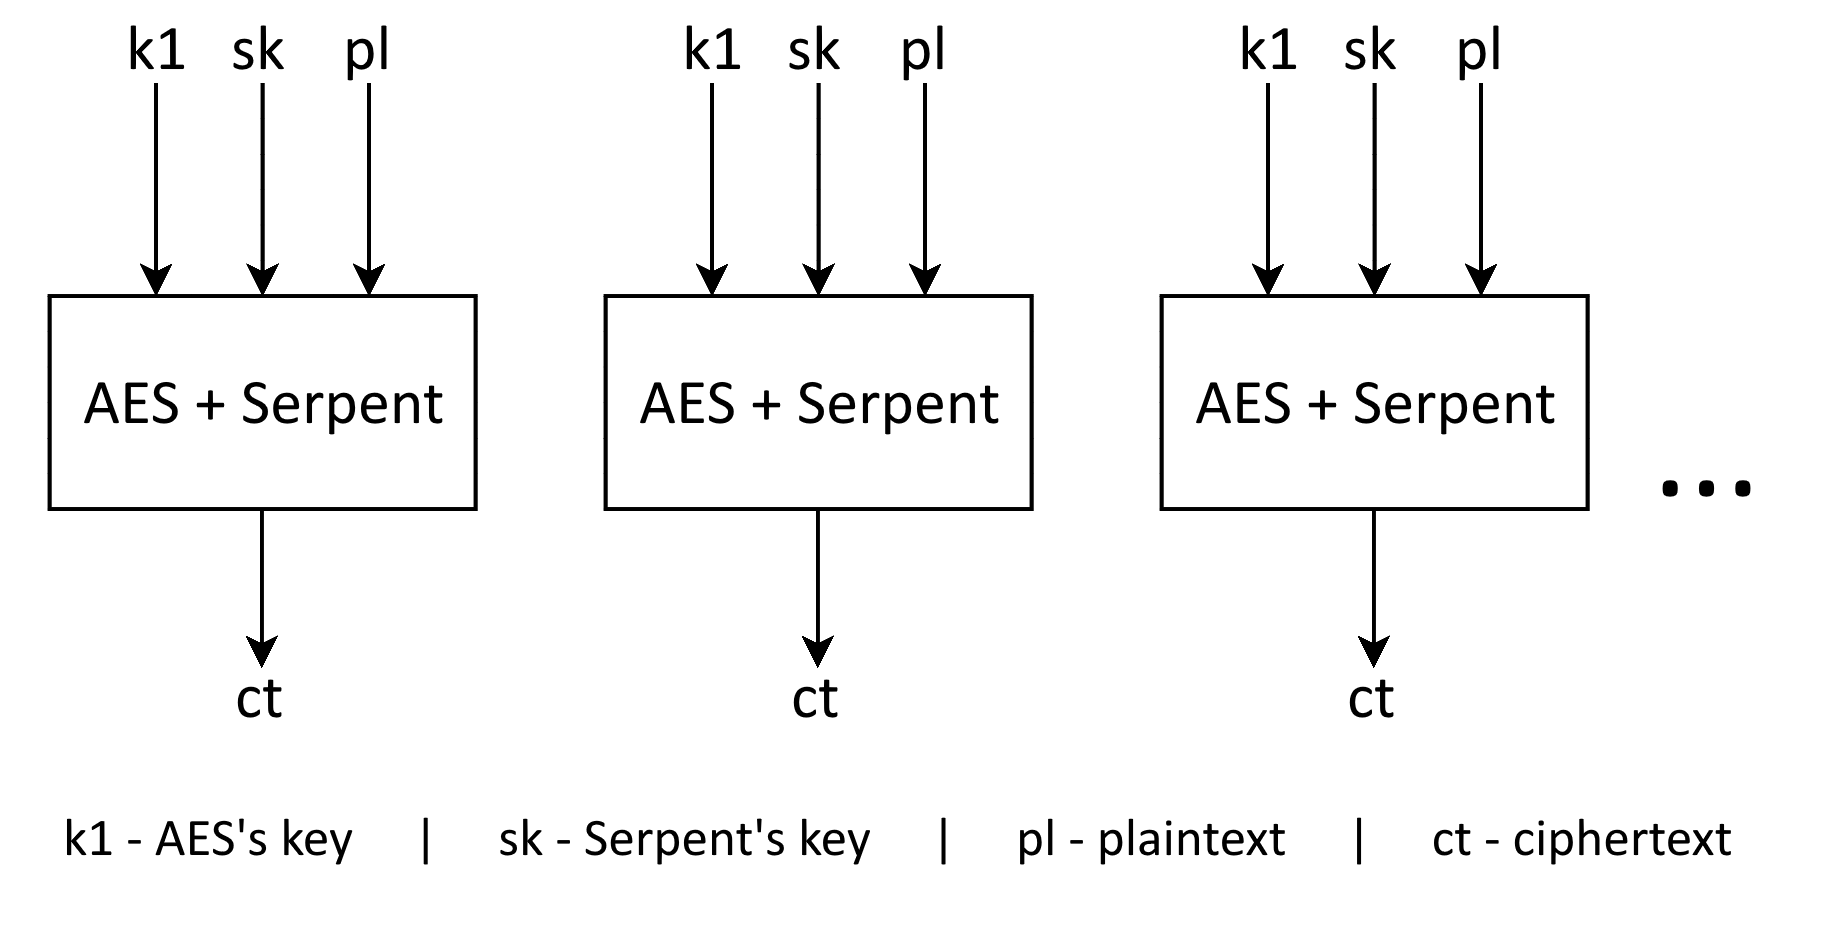 k1 sk pl k1 sk pl k1 sk pl
AES + Serpent AES + Serpent AES + Serpent
...
ct ct ct
k1 - AES's key | sk - Serpent's key | pl - plaintext | ct - ciphertext